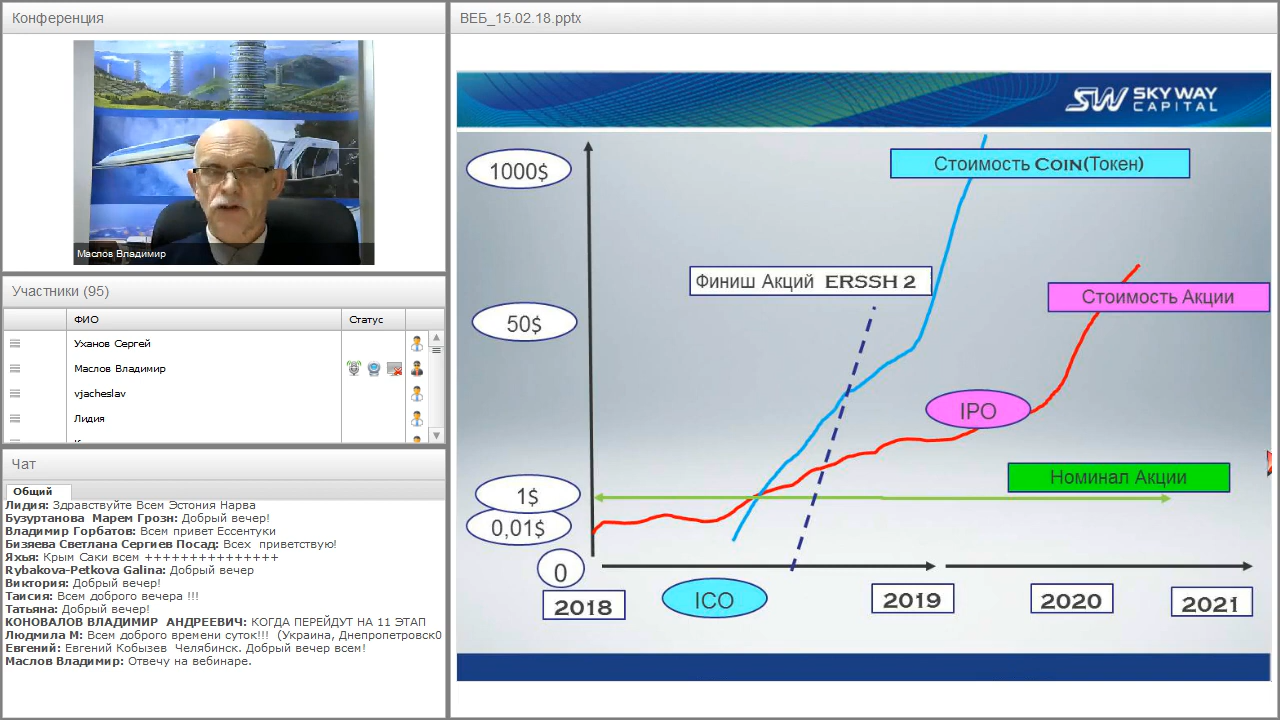 Конференция
Маслов Владимир
Участники (95)
ФИО
Статус
Уханов Сергей
Маслов Владимир
vjacheslav
Лидия
Чат
Общий
Лидия: Здравствуйте Всем Эстония Нарва
Бузуртанова Марем Грозн: Добрый вечер!
Владимир Горбатов: Всем привет Ессентуки
Бизяева Светлана Сергиев Посад: Всех приветствую!
Яхья: Крым Саки всем +++++++++++++++
Rybakova-Petkova Galina: Добрый вечер
Виктория: Добрый вечер!
Таисия: Всем доброго вечера !!!
Татьяна: Добрый вечер!
КОНОВАЛОВ ВЛАДИМИР АНДРЕЕВИЧ: КОГДА ПЕРЕЙДУТ НА 11 ЭТАП
Людмила М: Всем доброго времени суток!!! (Украина, Днепропетровск0
Евгений: Евгений Кобызев Челябинск. Добрый вечер всем!
Маслов Владимир: Отвечу на вебинаре.
ВЕБ_15.02.18.pptx
SW SKY WAY
CAPITAL
1000$
Стоимость COIN(Токен)
Финиш Акций ERSSH 2
Стоимость Акции
50$
IPO
Номинал Акции
1$
0,01$
0
2018
ICO
2019
2020
2021